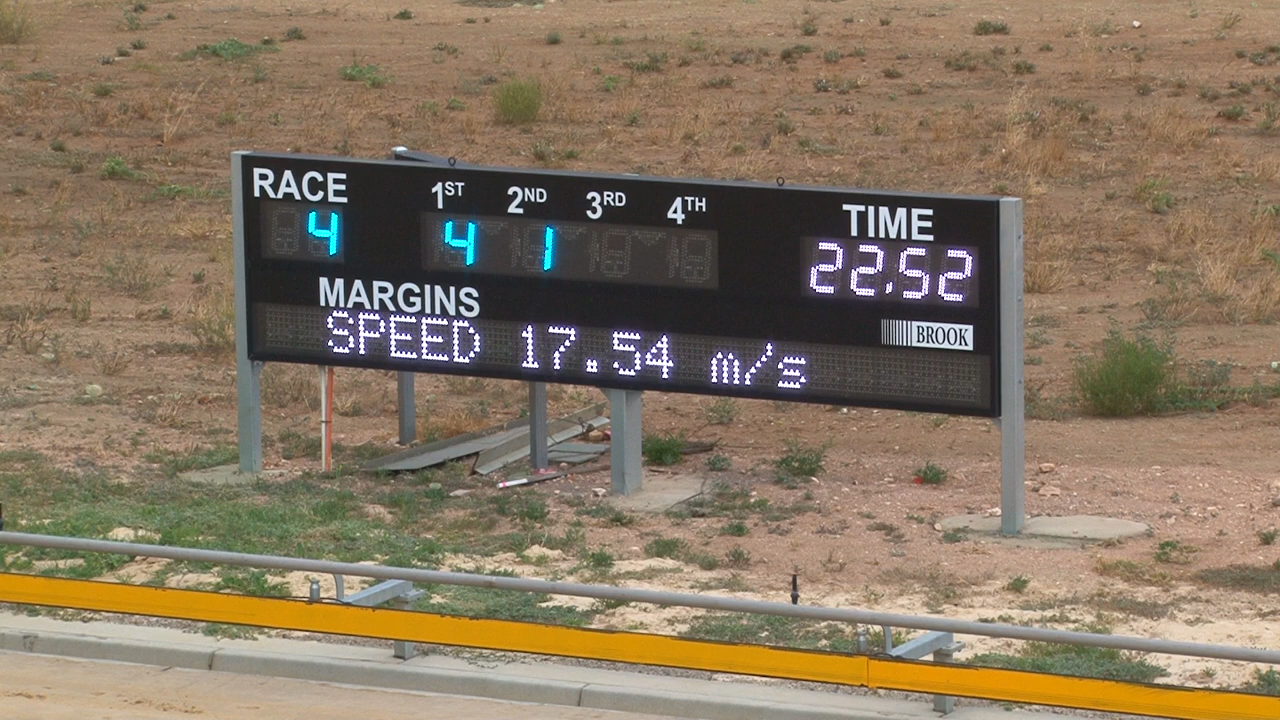 RACE 1ST 2ND 3RD 4TH TIME
4 4 1 22.52
MARGINS
BROOK
SPEED 17.54 m/s